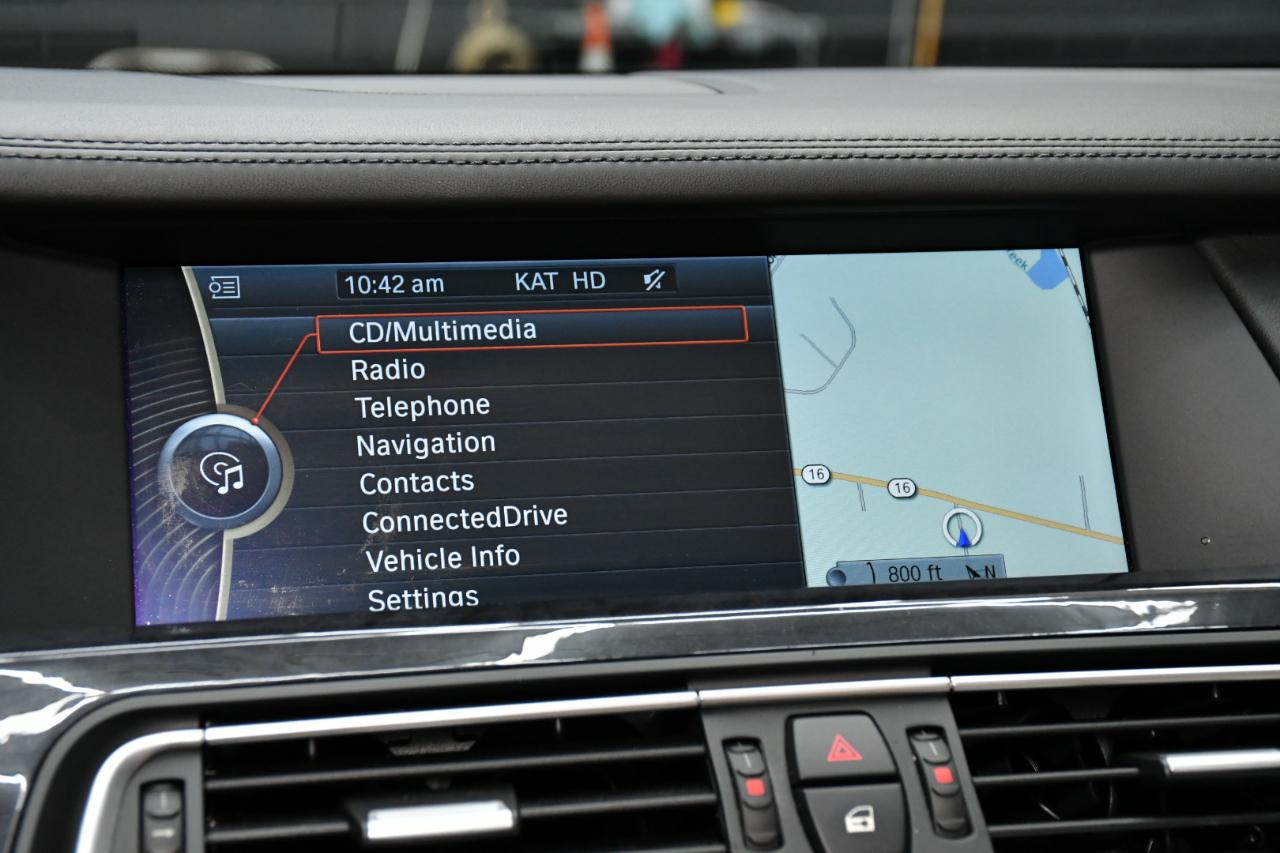 10:42 am KAT HD
CD/Multimedia
Radio
Telephone
Navigation
Contacts
ConnectedDrive
Vehicle Info
Settings
eek
16
16
800 ft N